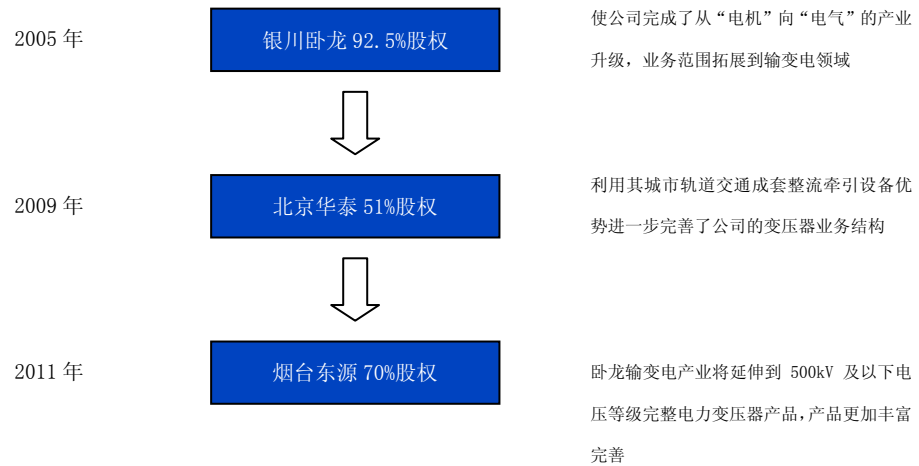 2005 年
银川卧龙 92.5%股权
使公司完成了从“电机”向“电气”的产业
升级，业务范围拓展到输变电领域
2009 年
北京华泰 51%股权
利用其城市轨道交通成套整流牵引设备优
势进一步完善了公司的变压器业务结构
2011 年
烟台东源 70%股权
卧龙输变电产业将延伸到 500kV 及以下电
压等级完整电力变压器产品，产品更加丰富
完善